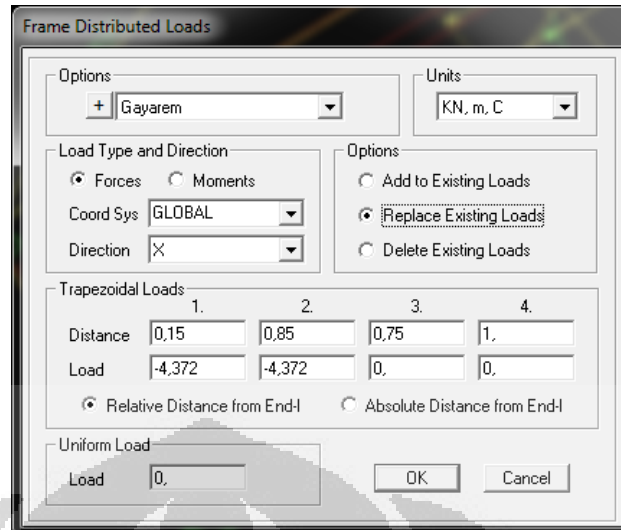 Frame Distributed Loads
Options
+ Gayarem
Units
KN, m, C
Load Type and Direction
Forces Moments
Coord Sys GLOBAL
Direction X
Options
Add to Existing Loads
Replace Existing Loads
Delete Existing Loads
Trapezoidal Loads
1. 2. 3. 4.
Distance 0,15 0,85 0,75 1,
Load -4,372 -4,372 0, 0,
Relative Distance from End-I Absolute Distance from End-I
Uniform Load
Load 0,
OK Cancel